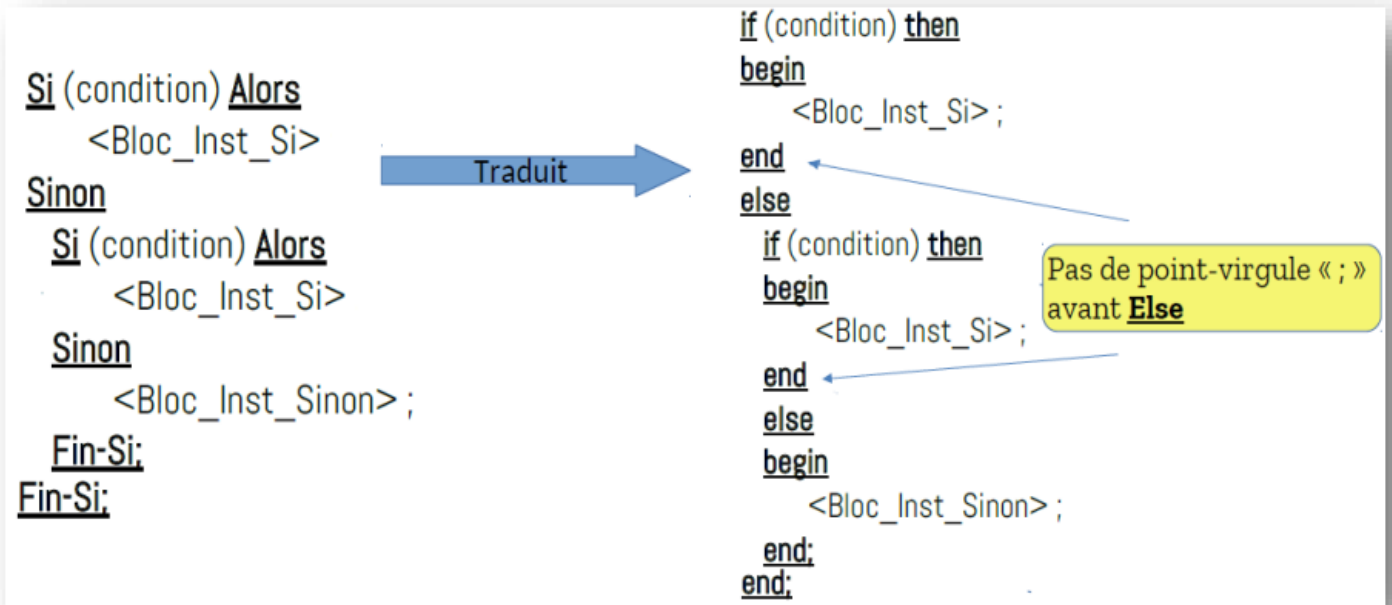 Si (condition) Alors
<Bloc_Inst_Si>
Sinon
Si (condition) Alors
<Bloc_Inst_Si>
Sinon
<Bloc_Inst_Sinon> ;
Fin-Si;
Fin-Si;
Traduit
if (condition) then
begin
<Bloc_Inst_Si> ;
end
else
if (condition) then
begin
<Bloc_Inst_Si> ;
end
else
begin
<Bloc_Inst_Sinon> ;
end;
end;
Pas de point-virgule « ; »
avant Else